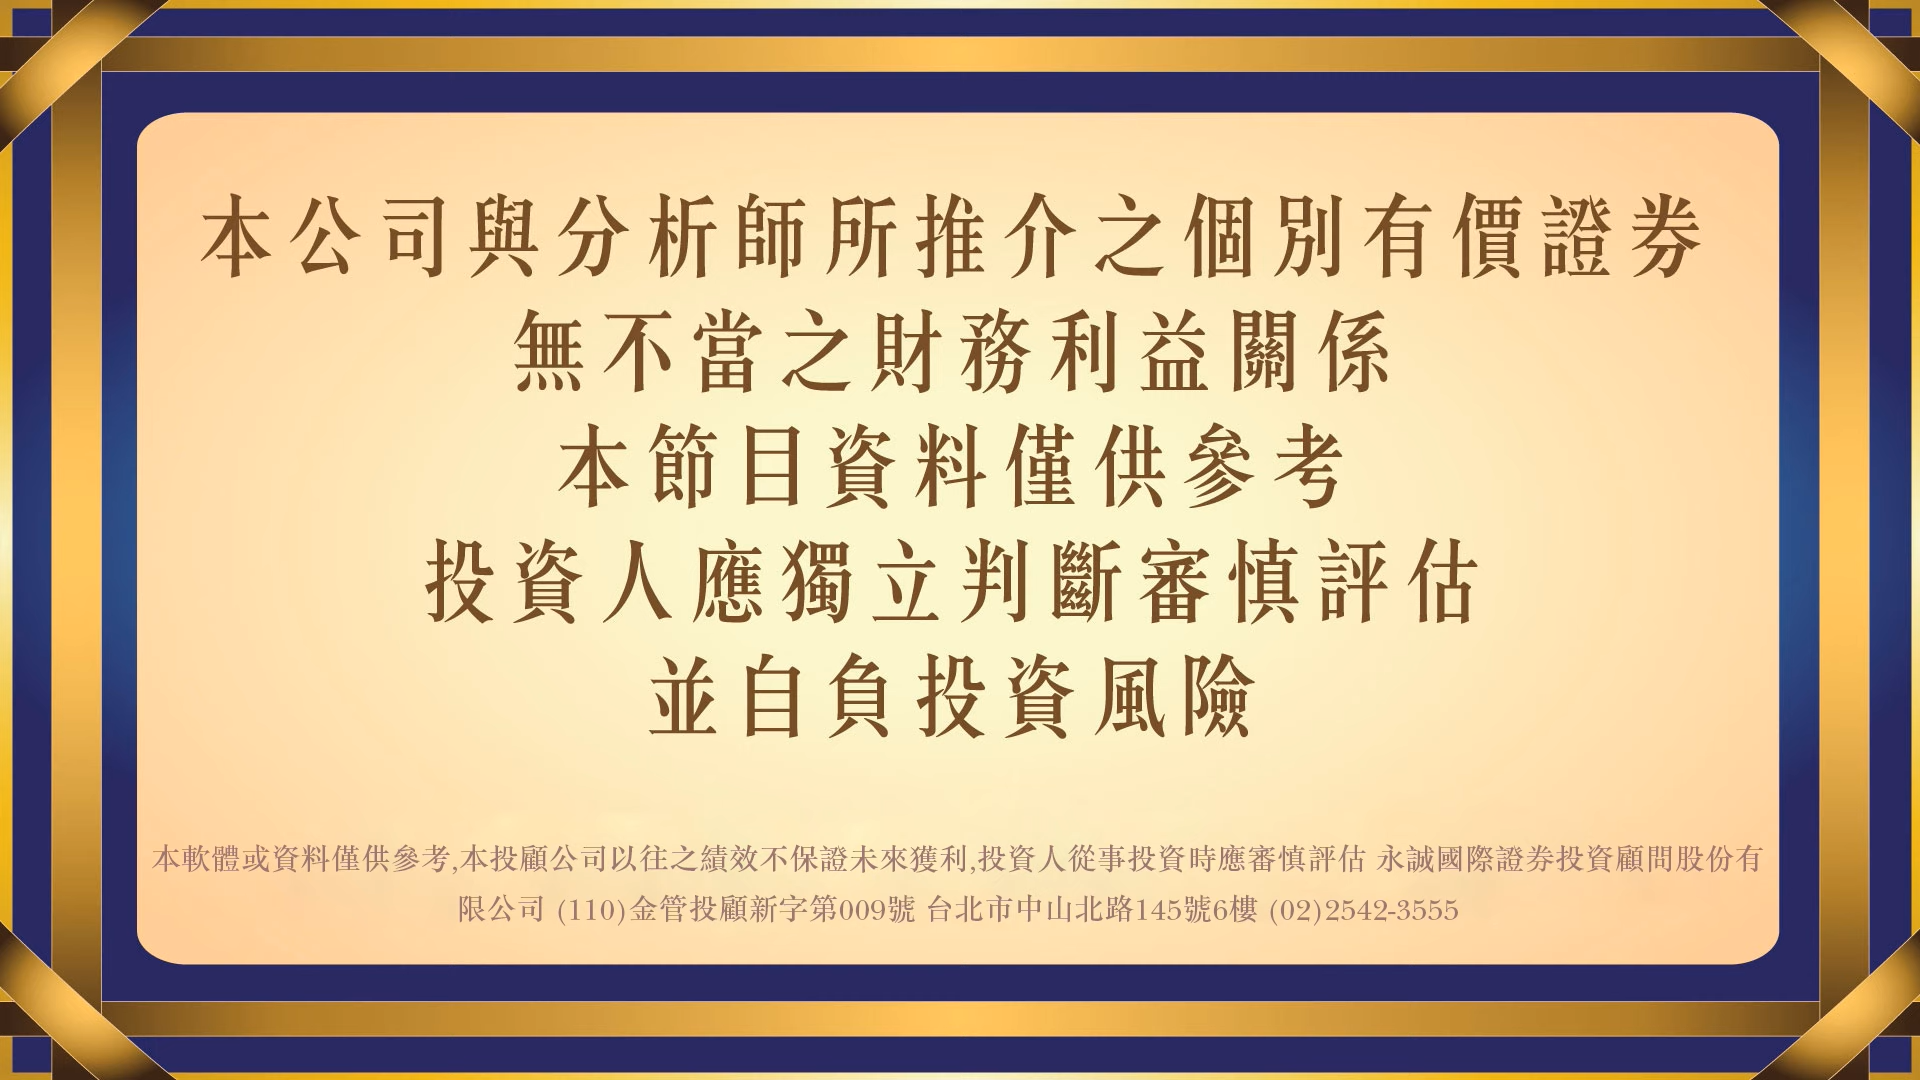 本公司與分析師所推介之個別有價證券
無不當之財務利益關係
本節目資料僅供參考
投資人應獨立判斷審慎評估
並自負投資風險
本軟體或資料僅供參考,本投顧公司以往之績效不保證未來獲利,投資人從事投資時應審慎評估 永誠國際證券投資顧問股份有
限公司 (110)金管投顧新字第009號 台北市中山北路145號6樓 (02)2542-3555